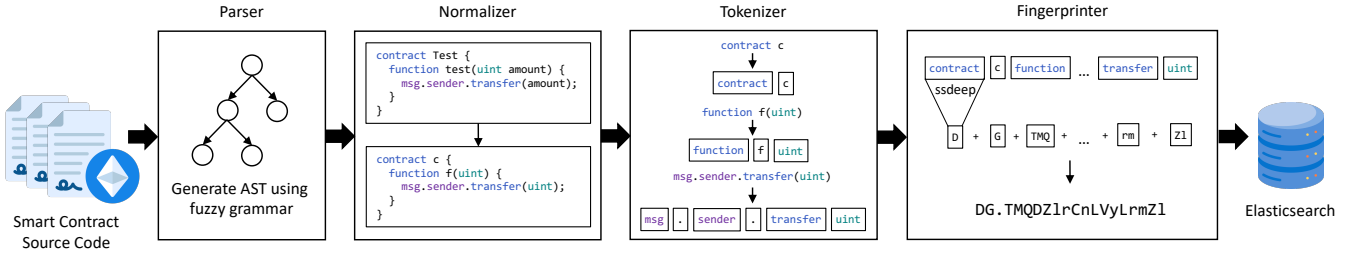 Parser
Normalizer
Tokenizer
Fingerprinter
Smart Contract
Source Code
Generate AST using
fuzzy grammar
contract Test {
function test(uint amount) {
msg.sender.transfer(amount);
}
}
contract c {
function f(uint) {
msg.sender.transfer(uint);
}
}
contract c
contract c
function f(uint)
function f uint
msg.sender.transfer(uint)
msg . sender . transfer uint
contract c function ... transfer uint
ssdeep
D + G + TMQ + ... + rm + Zl
DG.TMQDZlrCnLVyLrmZl
Elasticsearch